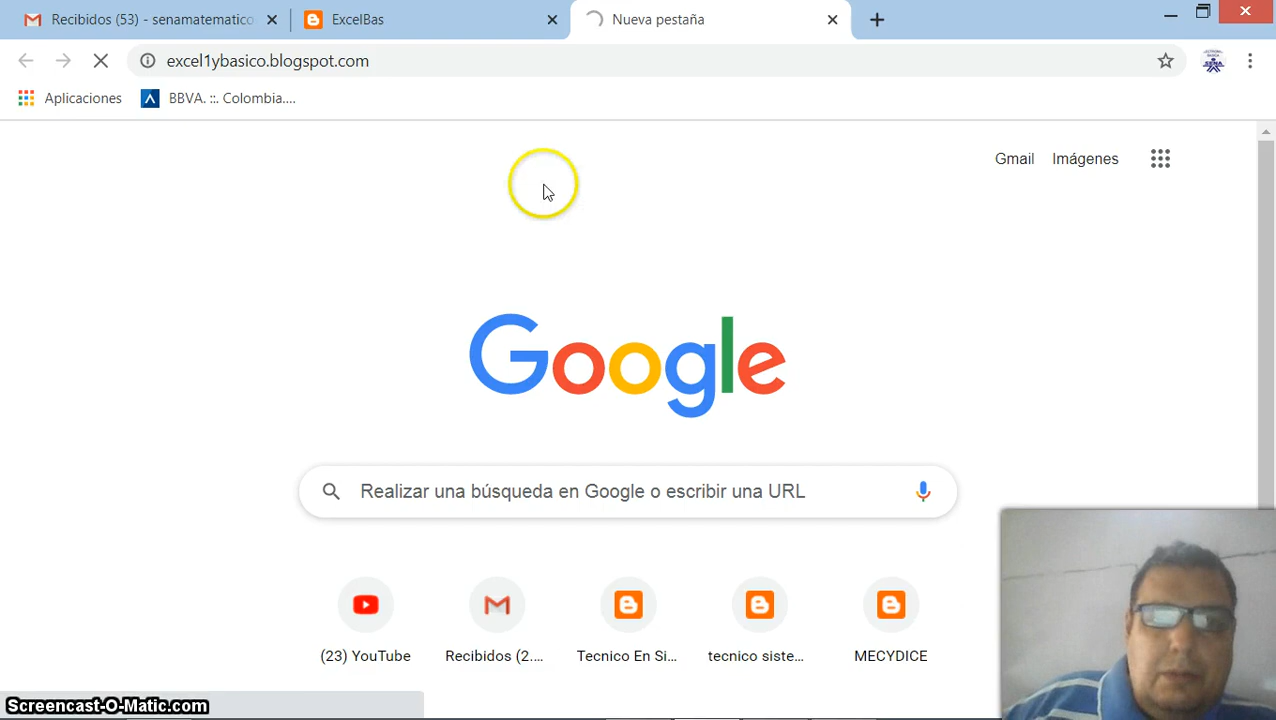 Recibidos (53) - senamatematico
ExcelBas
Nueva pestaña
excel1ybasico.blogspot.com
Aplicaciones
BBVA. ::. Colombia....
Gmail
Imágenes
Google
Realizar una búsqueda en Google o escribir una URL
(23) YouTube
Recibidos (2....
Tecnico En Si...
tecnico siste...
MECYDICE
Screencast-O-Matic.com